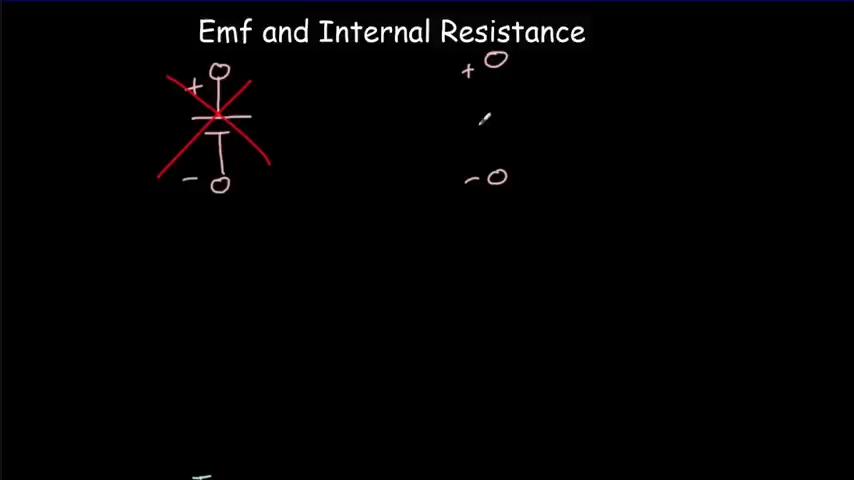 Emf and Internal Resistance
+ +
- -